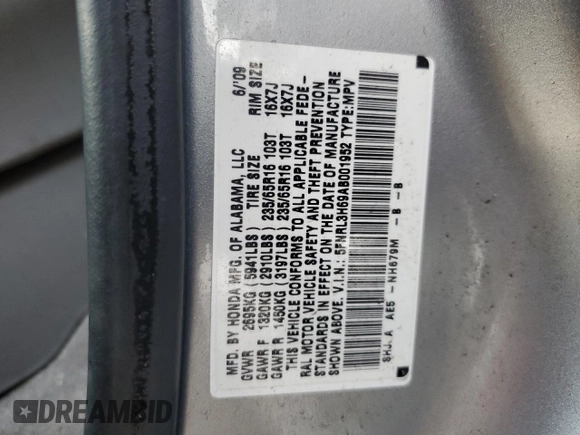 MFD. BY HONDA MFG. OF ALABAMA, LLC 6/'09
GVWR 2695KG (5941LBS) TIRE SIZE RIM SIZE
GAWR F 1320KG (2910LBS) 235/65R16 103T 16X7J
GAWR R 1450KG (3197LBS) 235/65R16 103T 16X7J
THIS VEHICLE CONFORMS TO ALL APPLICABLE FEDE-
RAL MOTOR VEHICLE SAFETY AND THEFT PREVENTION
STANDARDS IN EFFECT ON THE DATE OF MANUFACTURE
SHOWN ABOVE. V.I.N.: 5FNRL3H69AB001952 TYPE:MPV
SHJ.A AE5 -NH679M -B -B
DREAMBID